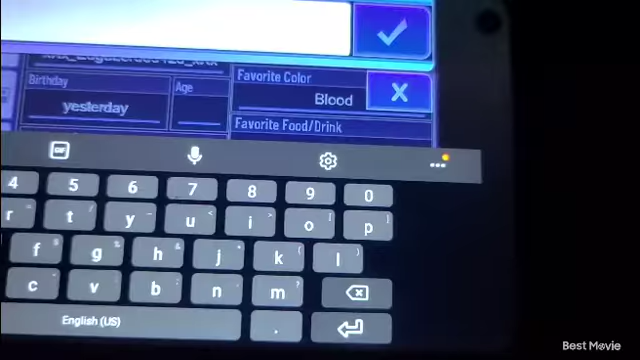 Birthday
Age
Favorite Color
yesterday
Blood
Favorite Food/Drink
GIF
4 5 6 7 8 9 0
r t y u i o p
f g h j k l
c v b n m
English (US)
.
Best Movie